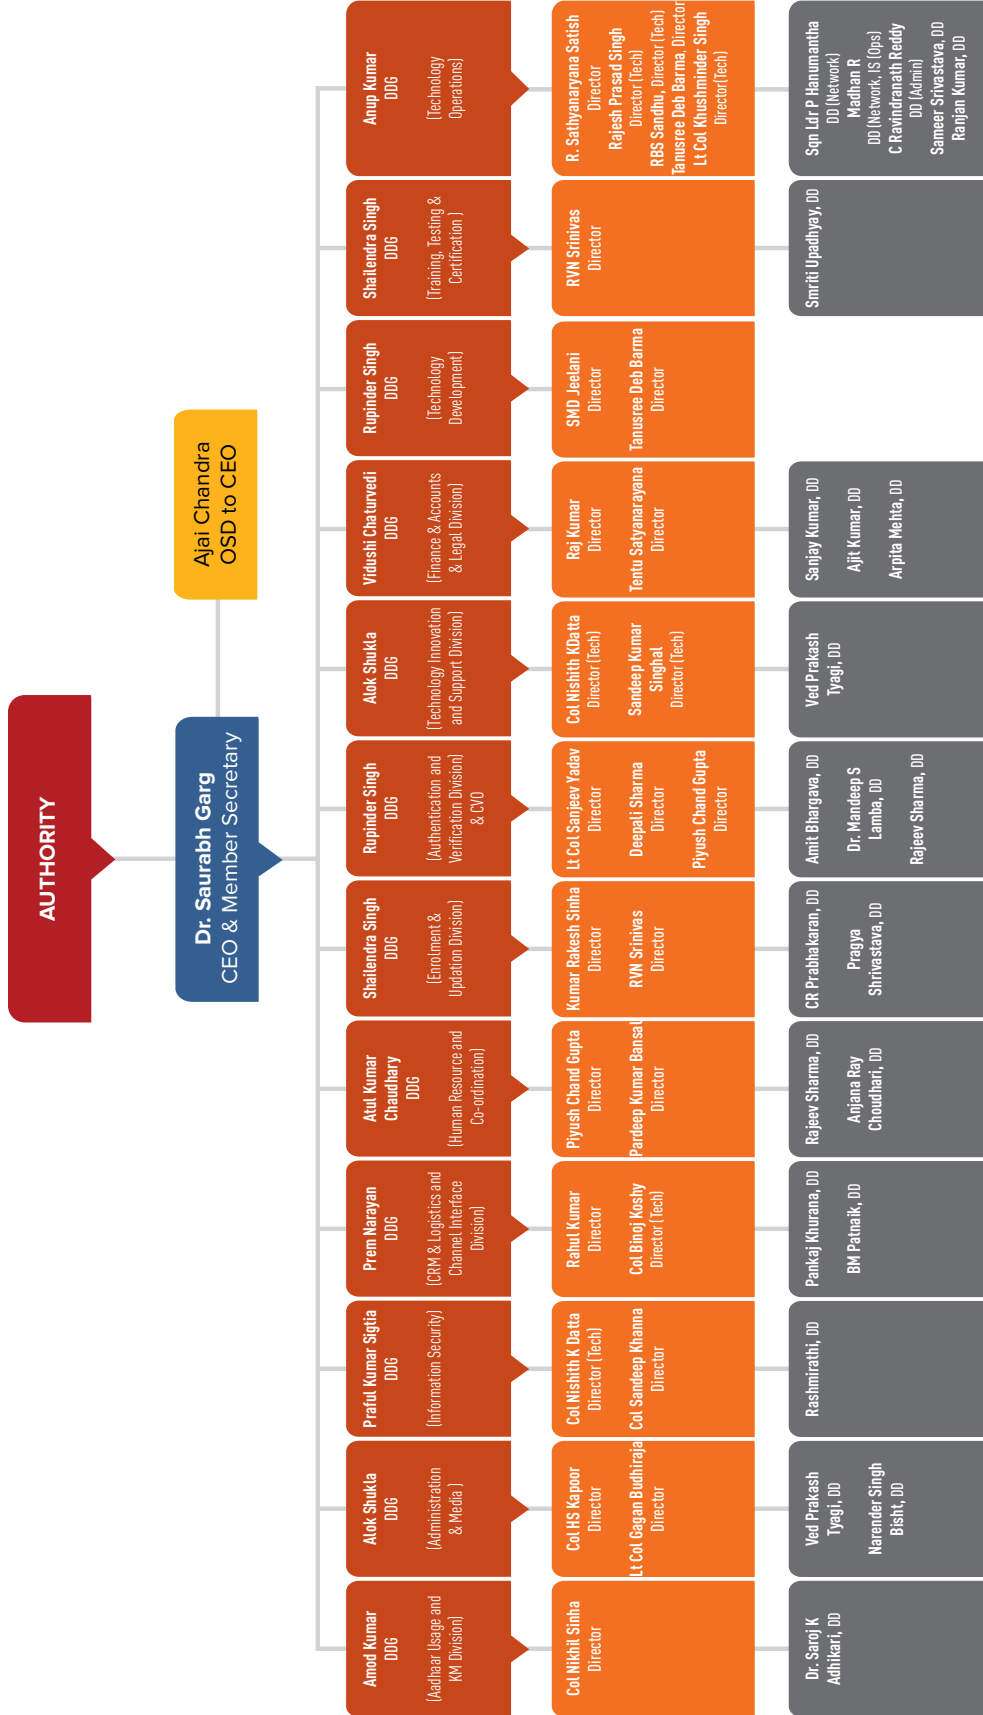 AUTHORITY
Dr. Saurabh Garg
CEO & Member Secretary
Ajai Chandra
OSD to CEO
Amod Kumar
DDG
(Aadhaar Usage and
KM Division)
Alok Shukla
DDG
(Administration
& Media )
Praful Kumar Sigtia
DDG
(Information Security)
Prem Narayan
DDG
(CRM & Logistics and
Channel Interface
Division)
Atul Kumar
Chaudhary
DDG
(Human Resource and
Co-ordination)
Shailendra Singh
DDG
(Enrolment &
Updation Division)
Rupinder Singh
DDG
(Authentication and
Verification Division)
& CVO
Alok Shukla
DDG
(Technology Innovation
and Support Division)
Vidushi Chaturvedi
DDG
(Finance & Accounts
& Legal Division)
Rupinder Singh
DDG
(Technology
Development)
Shailendra Singh
DDG
(Training, Testing &
Certification )
Anup Kumar
DDG
(Technology
Operations)
Col Nikhil Sinha
Director
Col HS Kapoor
Director
Lt Col Gagan Budhiraja
Director
Col Nishith K Datta
Director (Tech)
Col Sandeep Khanna
Director
Rahul Kumar
Director
Col Binoj Koshy
Director (Tech)
Piyush Chand Gupta
Director
Pardeep Kumar Bansal
Director
Kumar Rakesh Sinha
Director
RVN Srinivas
Director
Lt Col Sanjeev Yadav
Director
Deepali Sharma
Director
Piyush Chand Gupta
Director
Col Nishith KDatta
Director (Tech)
Sandeep Kumar
Singhal
Director (Tech)
Raj Kumar
Director
Tentu Satyanarayana
Director
SMD Jeelani
Director
Tanusree Deb Barma
Director
RVN Srinivas
Director
R. Sathyanaryana Satish
Director
Rajesh Prasad Singh
Director (Tech)
RBS Sandhu, Director (Tech)
Tanusree Deb Barma, Director
Lt Col Khushminder Singh
Director(Tech)
Dr. Saroj K
Adhikari, DD
Ved Prakash
Tyagi, DD
Narender Singh
Bisht, DD
Rashmirathi, DD
Pankaj Khurana, DD
BM Patnaik, DD
Rajeev Sharma, DD
Anjana Ray
Choudhari, DD
CR Prabhakaran, DD
Pragya
Shrivastava, DD
Amit Bhargava, DD
Dr. Mandeep S
Lamba, DD
Rajeev Sharma, DD
Ved Prakash
Tyagi, DD
Sanjay Kumar, DD
Ajit Kumar, DD
Arpita Mehta, DD
Smriti Upadhyay, DD
Sqn Ldr P Hanumantha
DD (Network)
Madhan R
DD (Network, IS (Ops)
C Ravindranath Reddy
DD (Admin)
Sameer Srivastava, DD
Ranjan Kumar, DD